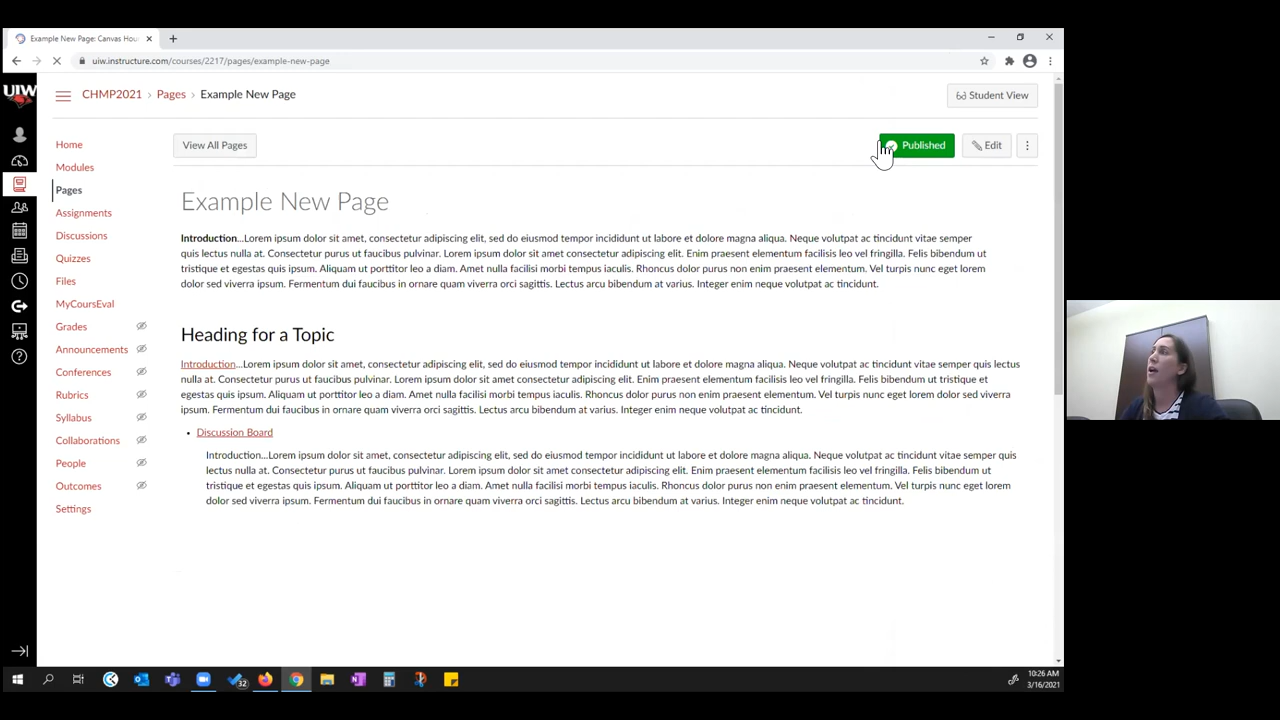 Example New Page: Canvas Hou
uiw.instructure.com/courses/2217/pages/example-new-page
UIW
CHMP2021 › Pages › Example New Page
Student View
View All Pages
Published
Edit
Home
Modules
Pages
Assignments
Discussions
Quizzes
Files
MyCoursEval
Grades
Announcements
Conferences
Rubrics
Syllabus
Collaborations
People
Outcomes
Settings
Example New Page
Introduction...Lorem ipsum dolor sit amet, consectetur adipiscing elit, sed do eiusmod tempor incididunt ut labore et dolore magna aliqua. Neque volutpat ac tincidunt vitae semper
quis lectus nulla at. Consectetur purus ut faucibus pulvinar. Lorem ipsum dolor sit amet consectetur adipiscing elit. Enim praesent elementum facilisis leo vel fringilla. Felis bibendum ut
tristique et egestas quis ipsum. Aliquam ut porttitor leo a diam. Amet nulla facilisi morbi tempus iaculis. Rhoncus dolor purus non enim praesent elementum. Vel turpis nunc eget lorem
dolor sed viverra ipsum. Fermentum dui faucibus in ornare quam viverra orci sagittis. Lectus arcu bibendum at varius. Integer enim neque volutpat ac tincidunt.
Heading for a Topic
Introduction...Lorem ipsum dolor sit amet, consectetur adipiscing elit, sed do eiusmod tempor incididunt ut labore et dolore magna aliqua. Neque volutpat ac tincidunt vitae semper quis lectus
nulla at. Consectetur purus ut faucibus pulvinar. Lorem ipsum dolor sit amet consectetur adipiscing elit. Enim praesent elementum facilisis leo vel fringilla. Felis bibendum ut tristique et
egestas quis ipsum. Aliquam ut porttitor leo a diam. Amet nulla facilisi morbi tempus iaculis. Rhoncus dolor purus non enim praesent elementum. Vel turpis nunc eget lorem dolor sed viverra
ipsum. Fermentum dui faucibus in ornare quam viverra orci sagittis. Lectus arcu bibendum at varius. Integer enim neque volutpat ac tincidunt.
• Discussion Board
Introduction...Lorem ipsum dolor sit amet, consectetur adipiscing elit, sed do eiusmod tempor incididunt ut labore et dolore magna aliqua. Neque volutpat ac tincidunt vitae semper quis
lectus nulla at. Consectetur purus ut faucibus pulvinar. Lorem ipsum dolor sit amet consectetur adipiscing elit. Enim praesent elementum facilisis leo vel fringilla. Felis bibendum ut
tristique et egestas quis ipsum. Aliquam ut porttitor leo a diam. Amet nulla facilisi morbi tempus iaculis. Rhoncus dolor purus non enim praesent elementum. Vel turpis nunc eget lorem
dolor sed viverra ipsum. Fermentum dui faucibus in ornare quam viverra orci sagittis. Lectus arcu bibendum at varius. Integer enim neque volutpat ac tincidunt.
32
10:26 AM
3/16/2021